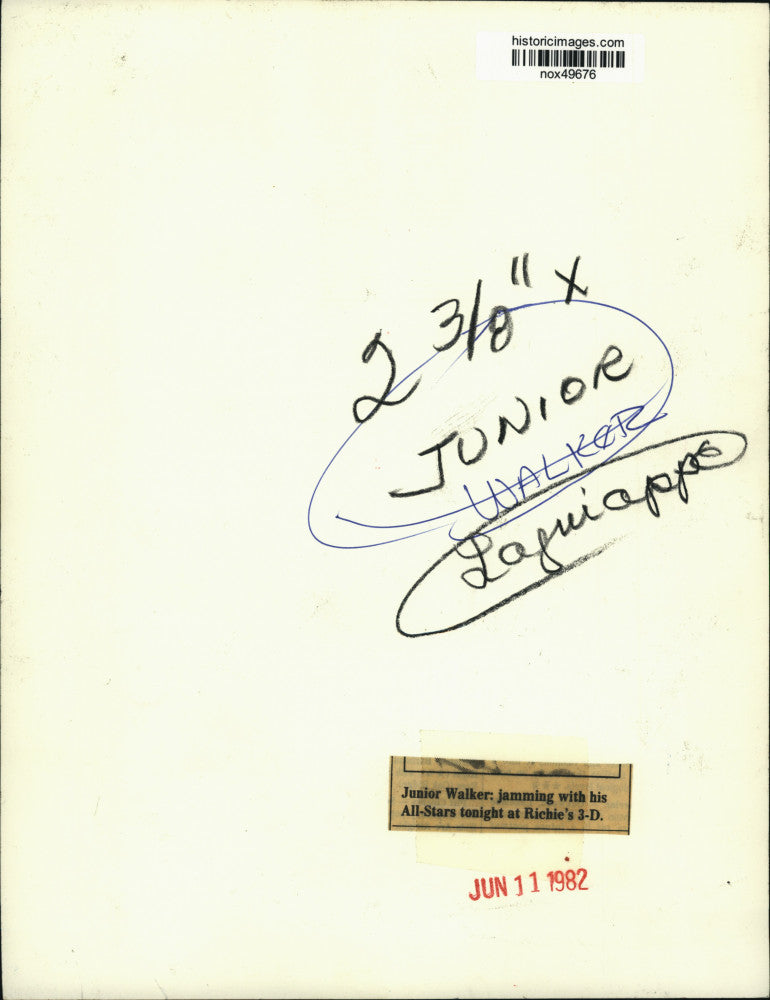 historicimages.com
nox49676
2 3/8" x
JUNIOR
WALKER
Lagniappe
Junior Walker: jamming with his
All-Stars tonight at Richie's 3-D.
JUN 11 1982